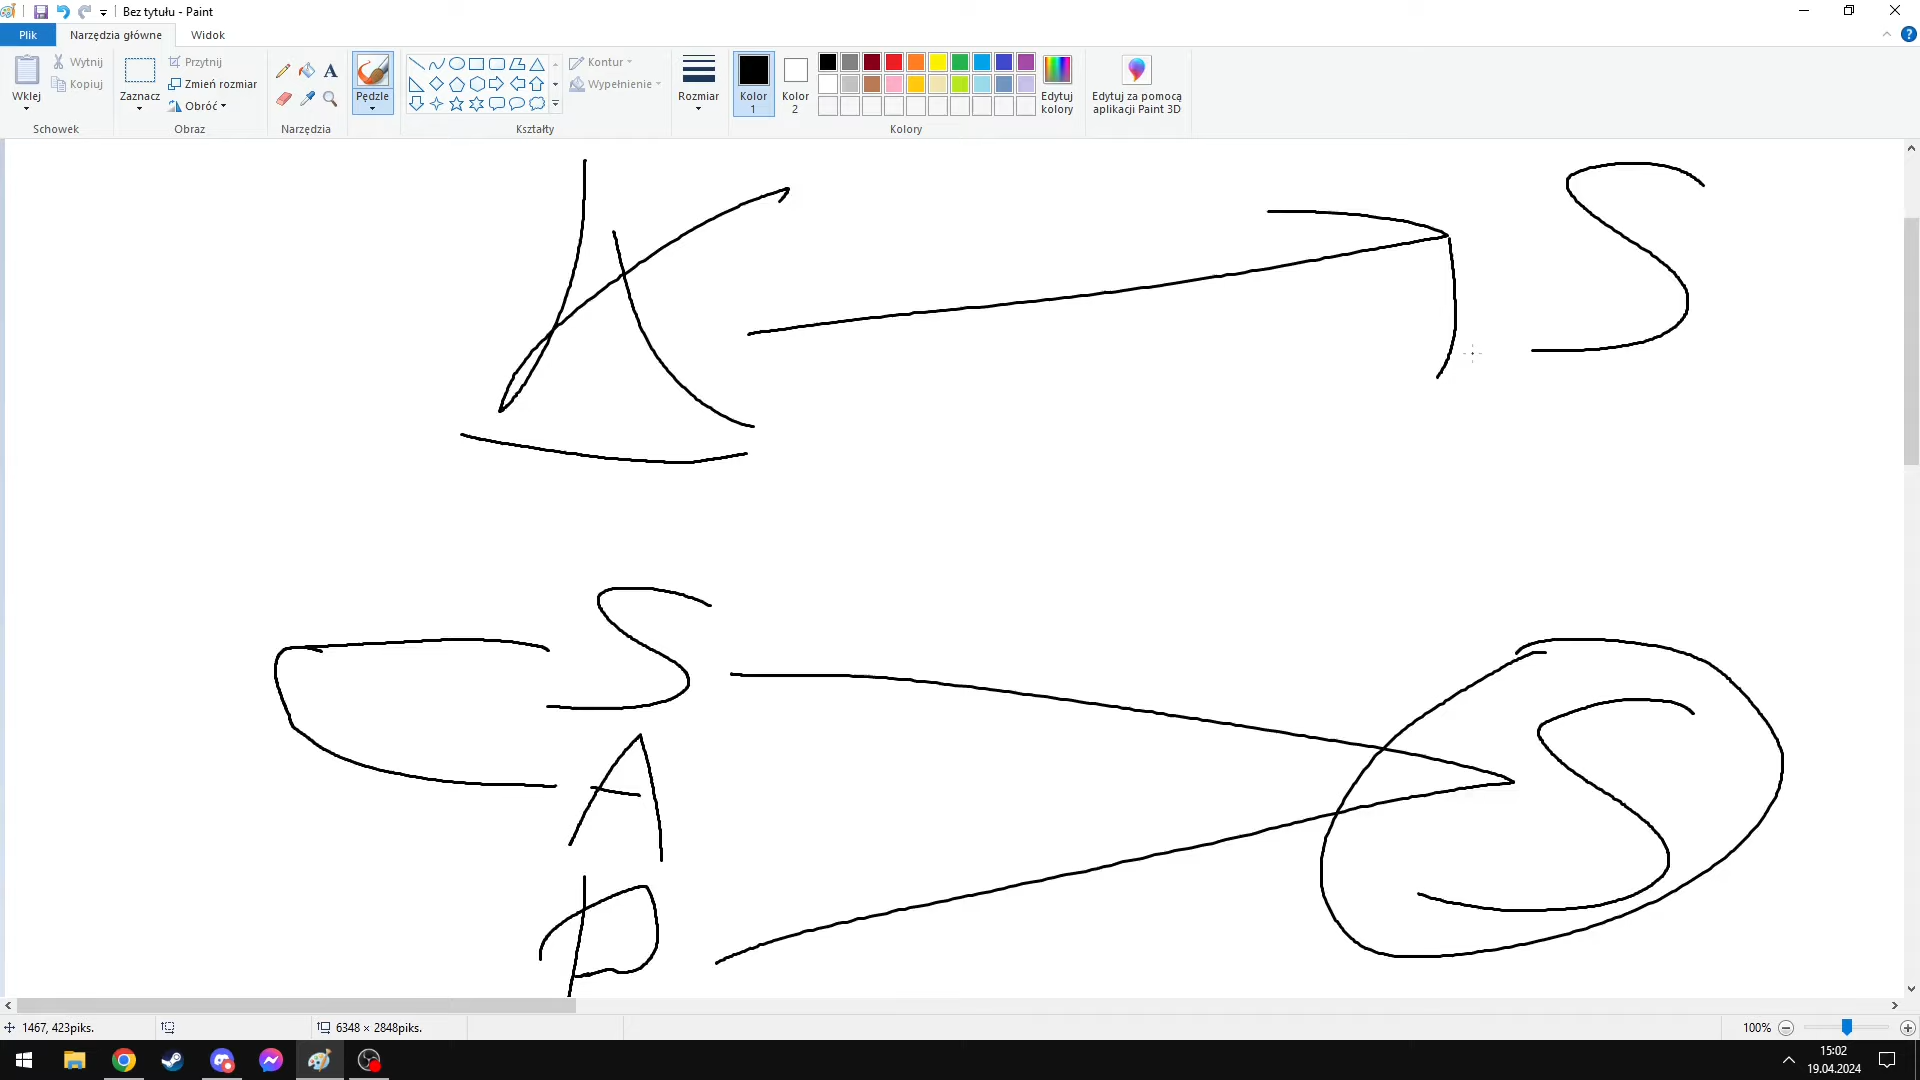 Bez tytułu - Paint
Plik Narzędzia główne Widok
Wklej Wytnij Kopiuj
Schowek
Zaznacz Przytnij Zmień rozmiar Obróć
Obraz
A
Narzędzia
Pędzle
Kontur Wypełnienie
Kształty
Rozmiar
Kolor 1 Kolor 2
Edytuj kolory
Kolory
Edytuj za pomocą aplikacji Paint 3D
K S
S
A S
D
1467, 423piks. 6348 × 2848piks. 100%
15:02
19.04.2024